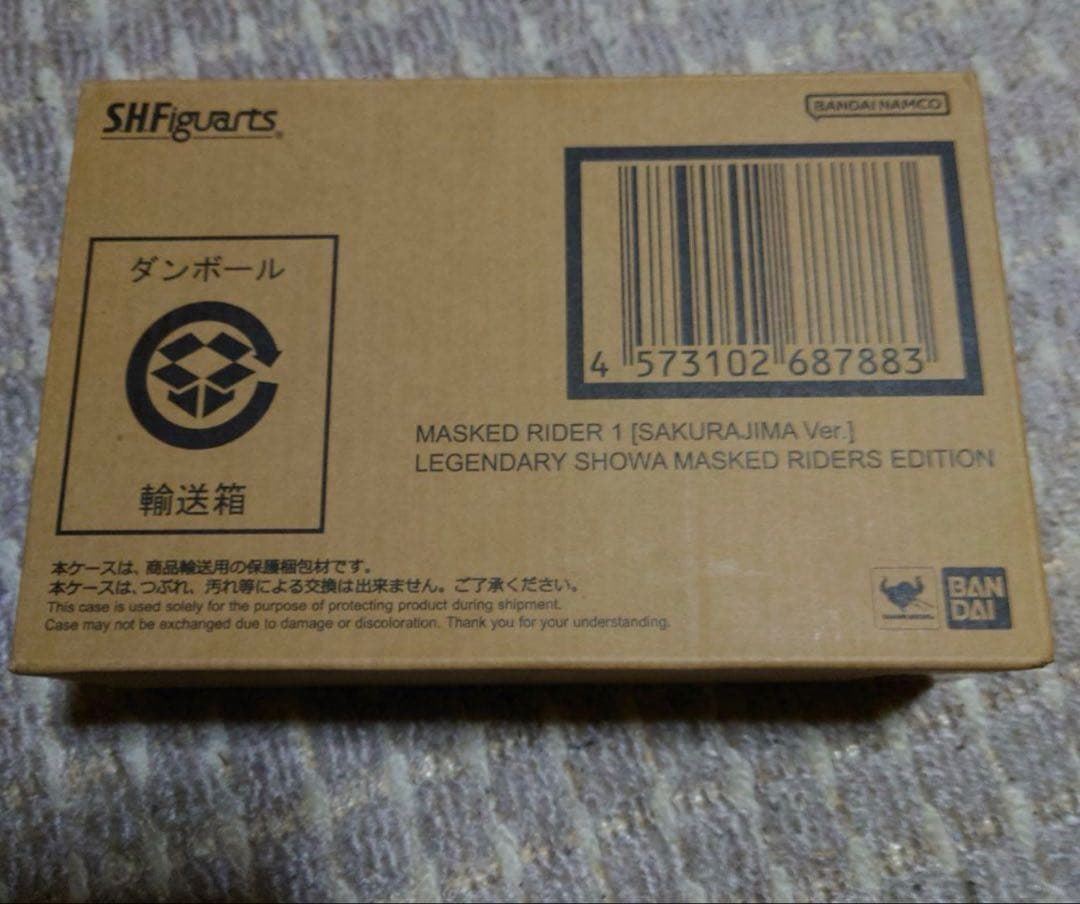 S.H.Figuarts
BANDAI NAMCO
ダンボール
輸送箱
4 573102 687883
MASKED RIDER 1 [SAKURAJIMA Ver.]
LEGENDARY SHOWA MASKED RIDERS EDITION
本ケースは、商品輸送用の保護梱包材です。
本ケースは、つぶれ、汚れ等による交換は出来ません。ご了承ください。
This case is used solely for the purpose of protecting product during shipment.
Case may not be exchanged due to damage or discoloration. Thank you for your understanding.
BAN
DAI